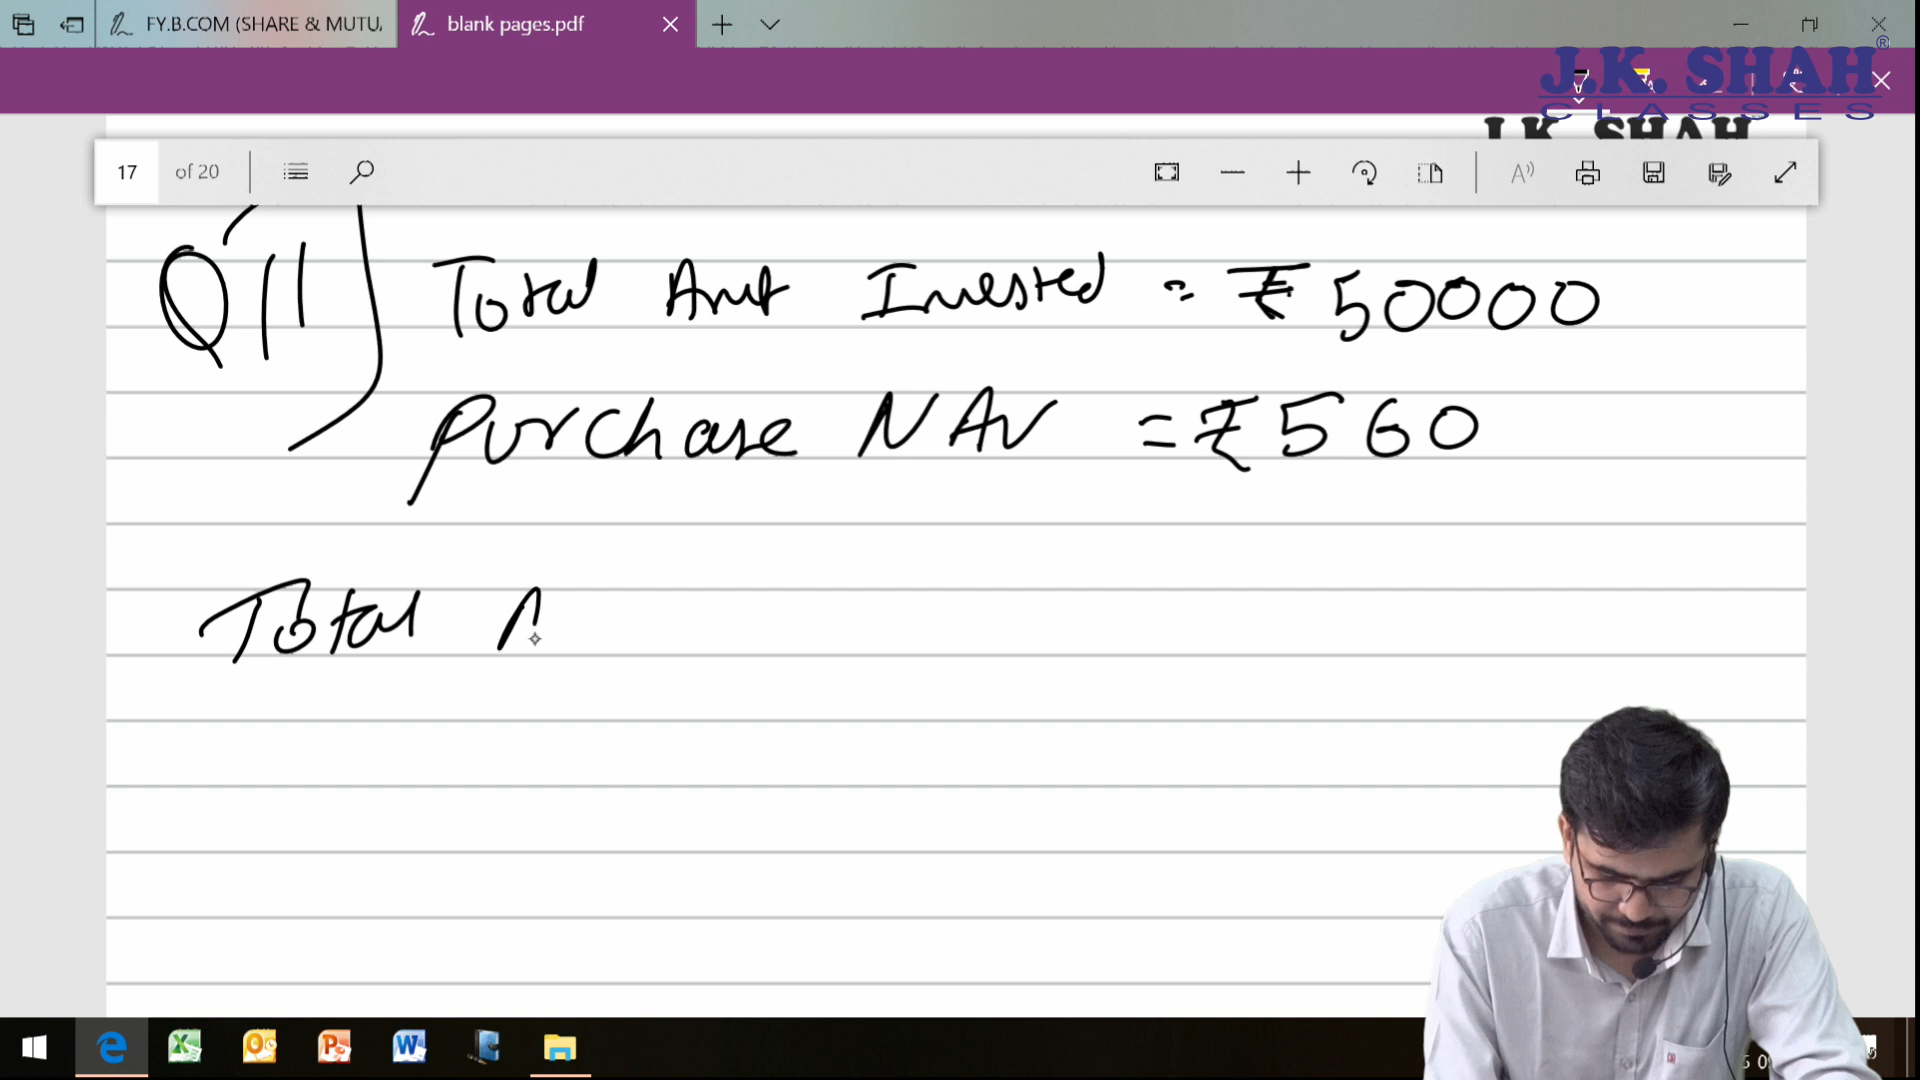 FY.B.COM (SHARE & MUTU
blank pages.pdf
J.K. SHAH®
CLASSES
J.K. SHAH
17 of 20
Q11) Total Amt Invested = ₹50000
Purchase NAV = ₹560
Total A